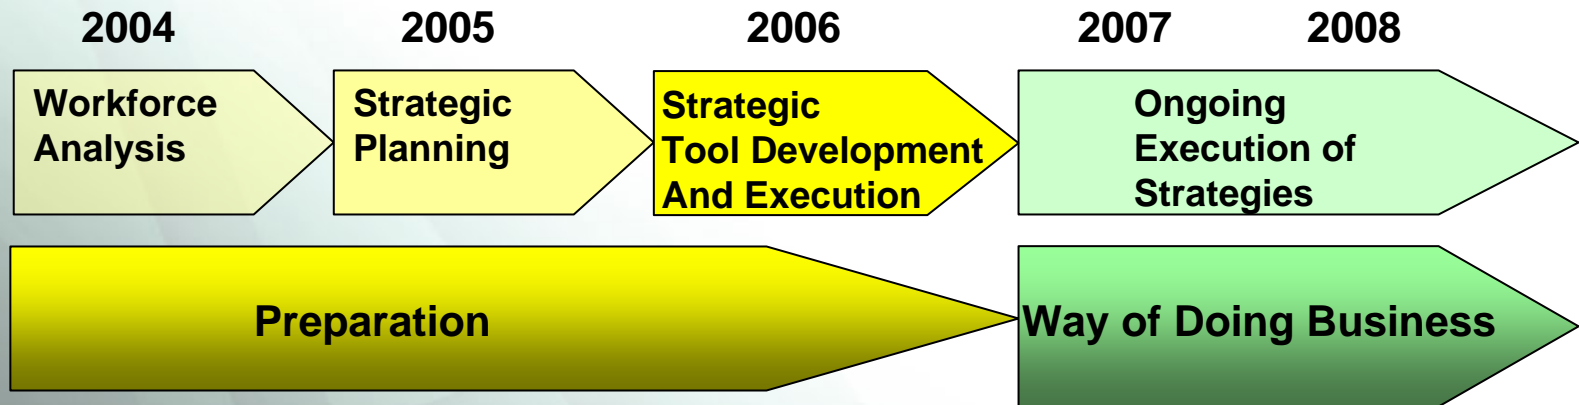 2004 2005 2006 2007 2008
Workforce
Analysis
Strategic
Planning
Strategic
Tool Development
And Execution
Ongoing
Execution of
Strategies
Preparation
Way of Doing Business